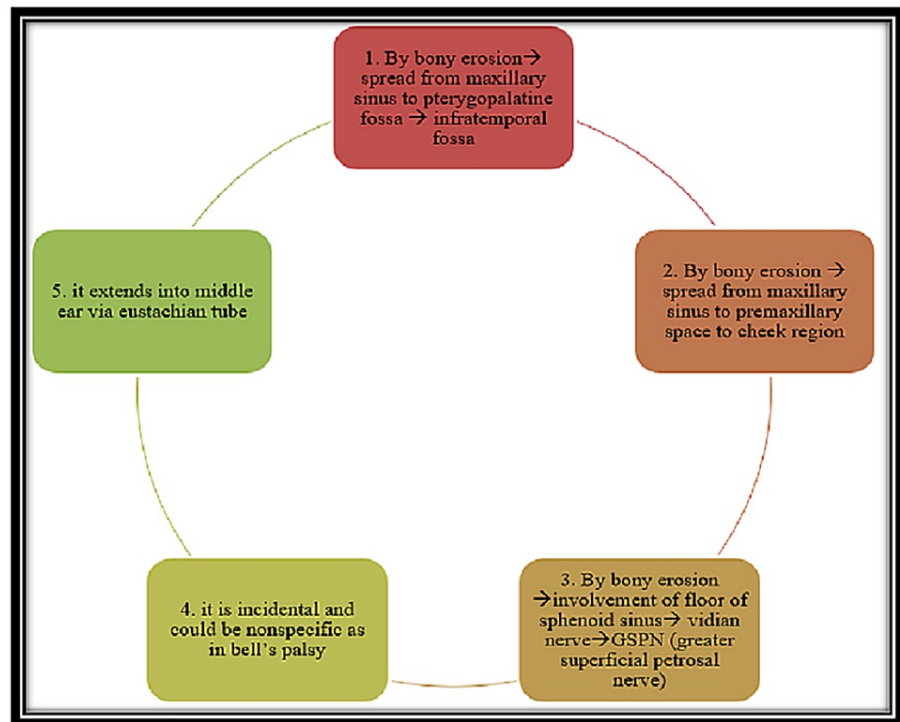 1. By bony erosion→
spread from maxillary
sinus to pterygopalatine
fossa → infratemporal
fossa
2. By bony erosion →
spread from maxillary
sinus to premaxillary
space to cheek region
3. By bony erosion
→involvement of floor of
sphenoid sinus→ vidian
nerve→GSPN (greater
superficial petrosal
nerve)
4. it is incidental and
could be nonspecific as
in bell's palsy
5. it extends into middle
ear via eustachian tube